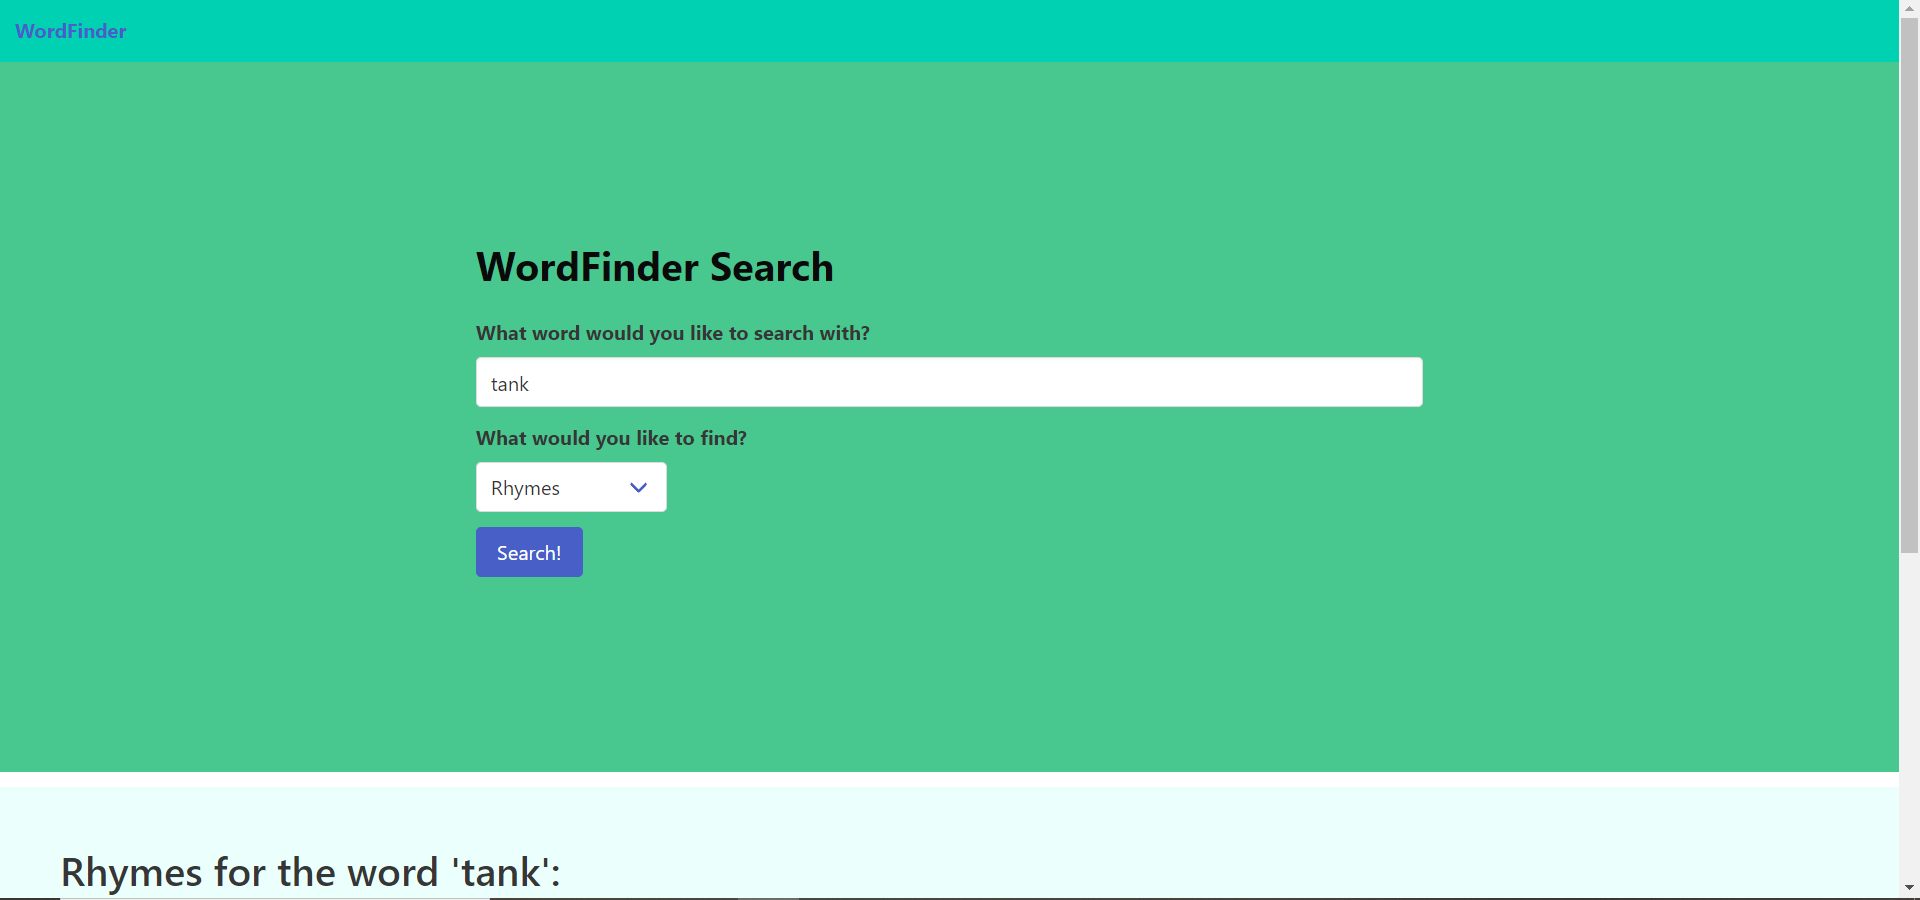 WordFinder
WordFinder Search
What word would you like to search with?
tank
What would you like to find?
Rhymes
Search!
Rhymes for the word 'tank':